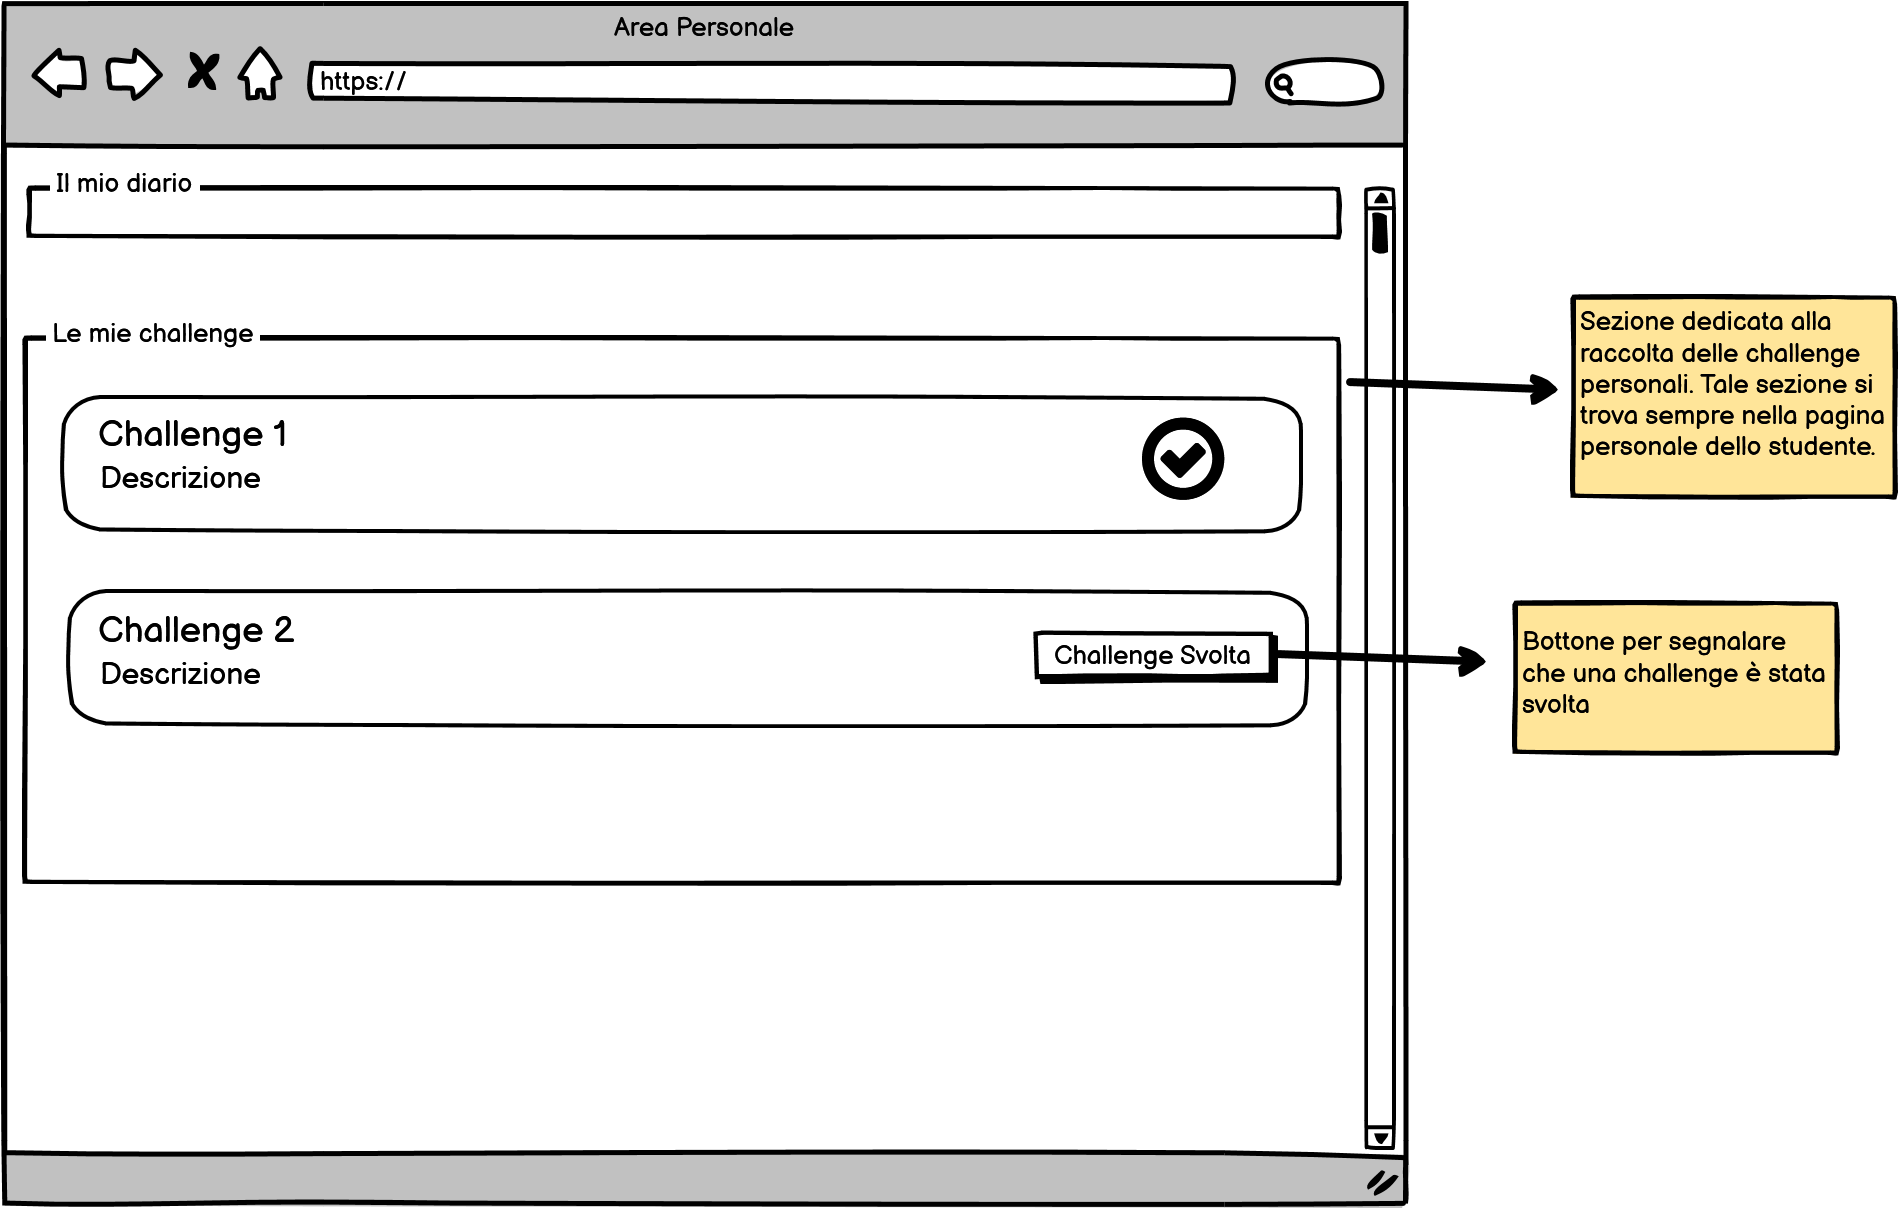 Area Personale
https://
Il mio diario
Le mie challenge
Challenge 1
Descrizione
Challenge 2
Descrizione
Challenge Svolta
Sezione dedicata alla
raccolta delle challenge
personali. Tale sezione si
trova sempre nella pagina
personale dello studente.
Bottone per segnalare
che una challenge è stata
svolta